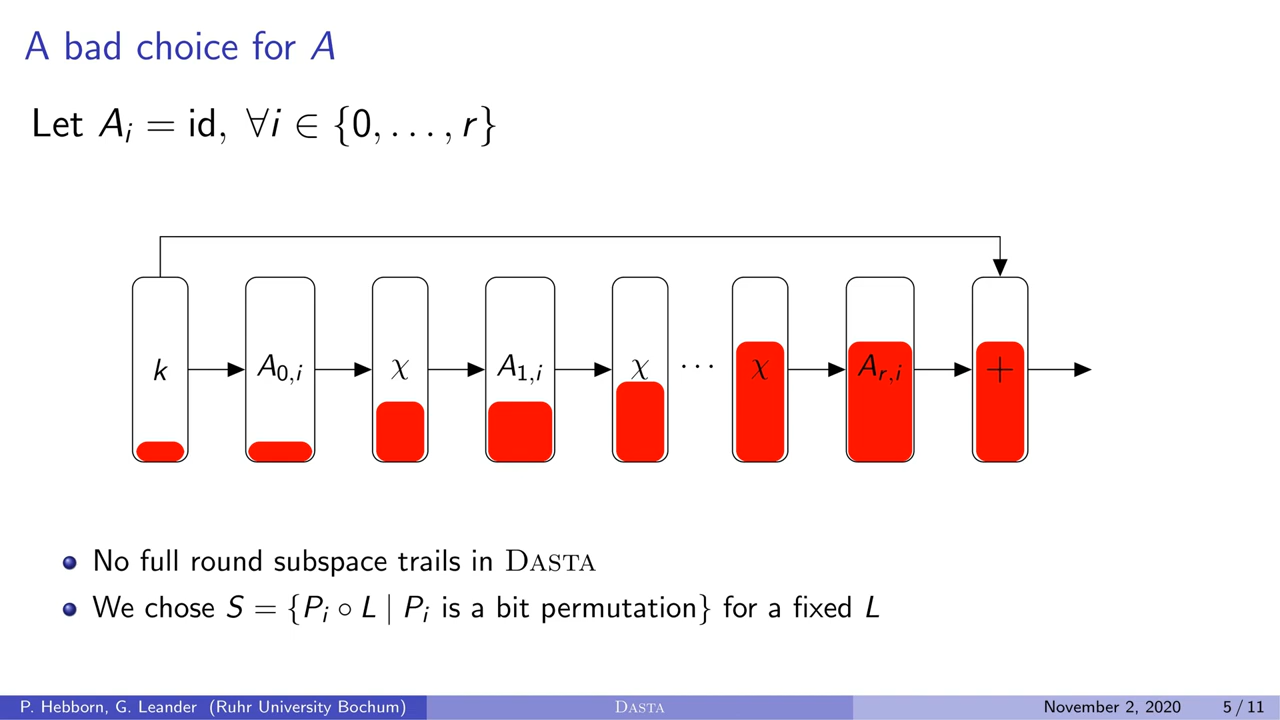 A bad choice for A
Let A_i = id, ∀i ∈ {0, . . . , r}
k A_{0,i} χ A_{1,i} χ · · · χ A_{r,i} +
No full round subspace trails in DASTA
We chose S = {P_i ∘ L | P_i is a bit permutation} for a fixed L
P. Hebborn, G. Leander (Ruhr University Bochum) DASTA November 2, 2020 5 / 11